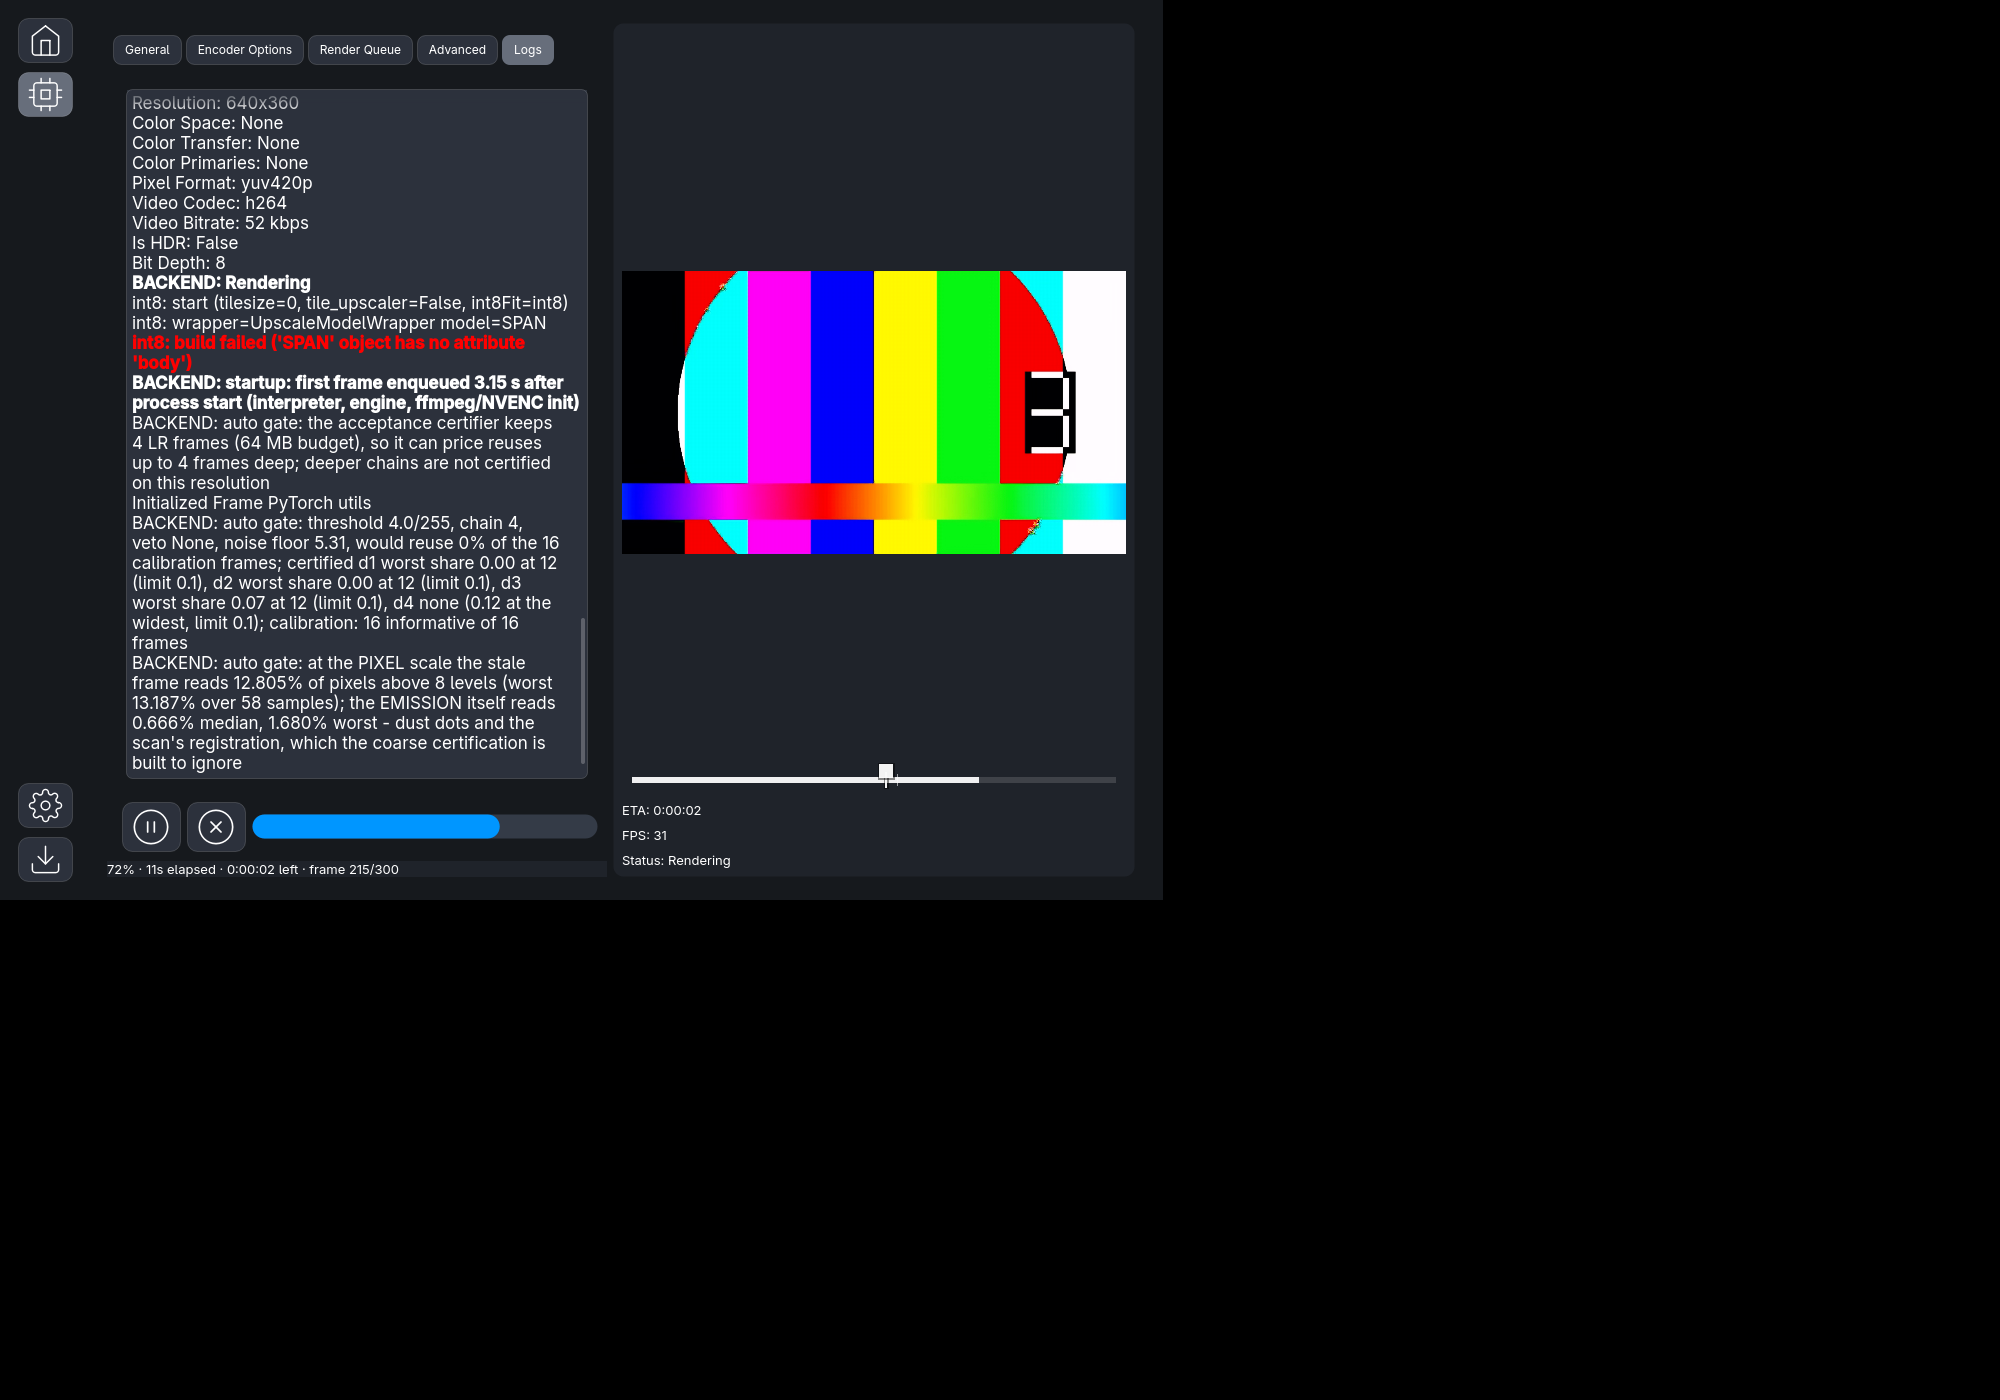 General
Encoder Options
Render Queue
Advanced
Logs
Resolution: 640x360
Color Space: None
Color Transfer: None
Color Primaries: None
Pixel Format: yuv420p
Video Codec: h264
Video Bitrate: 52 kbps
Is HDR: False
Bit Depth: 8
BACKEND: Rendering
int8: start (tilesize=0, tile_upscaler=False, int8Fit=int8)
int8: wrapper=UpscaleModelWrapper model=SPAN
int8: build failed ('SPAN' object has no attribute
'body')
BACKEND: startup: first frame enqueued 3.15 s after
process start (interpreter, engine, ffmpeg/NVENC init)
BACKEND: auto gate: the acceptance certifier keeps
4 LR frames (64 MB budget), so it can price reuses
up to 4 frames deep; deeper chains are not certified
on this resolution
Initialized Frame PyTorch utils
BACKEND: auto gate: threshold 4.0/255, chain 4,
veto None, noise floor 5.31, would reuse 0% of the 16
calibration frames; certified d1 worst share 0.00 at 12
(limit 0.1), d2 worst share 0.00 at 12 (limit 0.1), d3
worst share 0.07 at 12 (limit 0.1), d4 none (0.12 at the
widest, limit 0.1); calibration: 16 informative of 16
frames
BACKEND: auto gate: at the PIXEL scale the stale
frame reads 12.805% of pixels above 8 levels (worst
13.187% over 58 samples); the EMISSION itself reads
0.666% median, 1.680% worst - dust dots and the
scan's registration, which the coarse certification is
built to ignore
72% · 11s elapsed · 0:00:02 left · frame 215/300
3
ETA: 0:00:02
FPS: 31
Status: Rendering